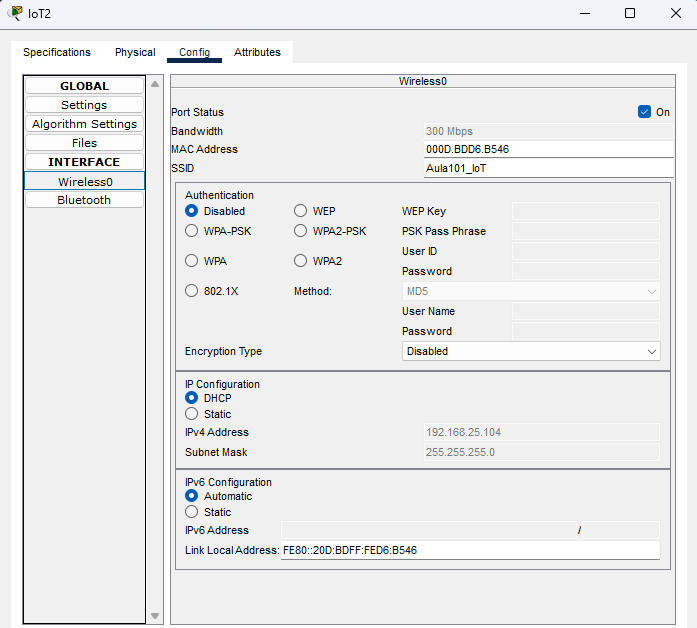 IoT2
Specifications Physical Config Attributes
GLOBAL
Settings
Algorithm Settings
Files
INTERFACE
Wireless0
Bluetooth
Wireless0
Port Status On
Bandwidth 300 Mbps
MAC Address 000D.BDD6.B546
SSID Aula101_IoT
Authentication
Disabled WEP WEP Key
WPA-PSK WPA2-PSK PSK Pass Phrase
User ID
WPA WPA2
Password
802.1X Method: MD5
User Name
Password
Encryption Type Disabled
IP Configuration
DHCP
Static
IPv4 Address 192.168.25.104
Subnet Mask 255.255.255.0
IPv6 Configuration
Automatic
Static
IPv6 Address /
Link Local Address: FE80::20D:BDFF:FED6:B546